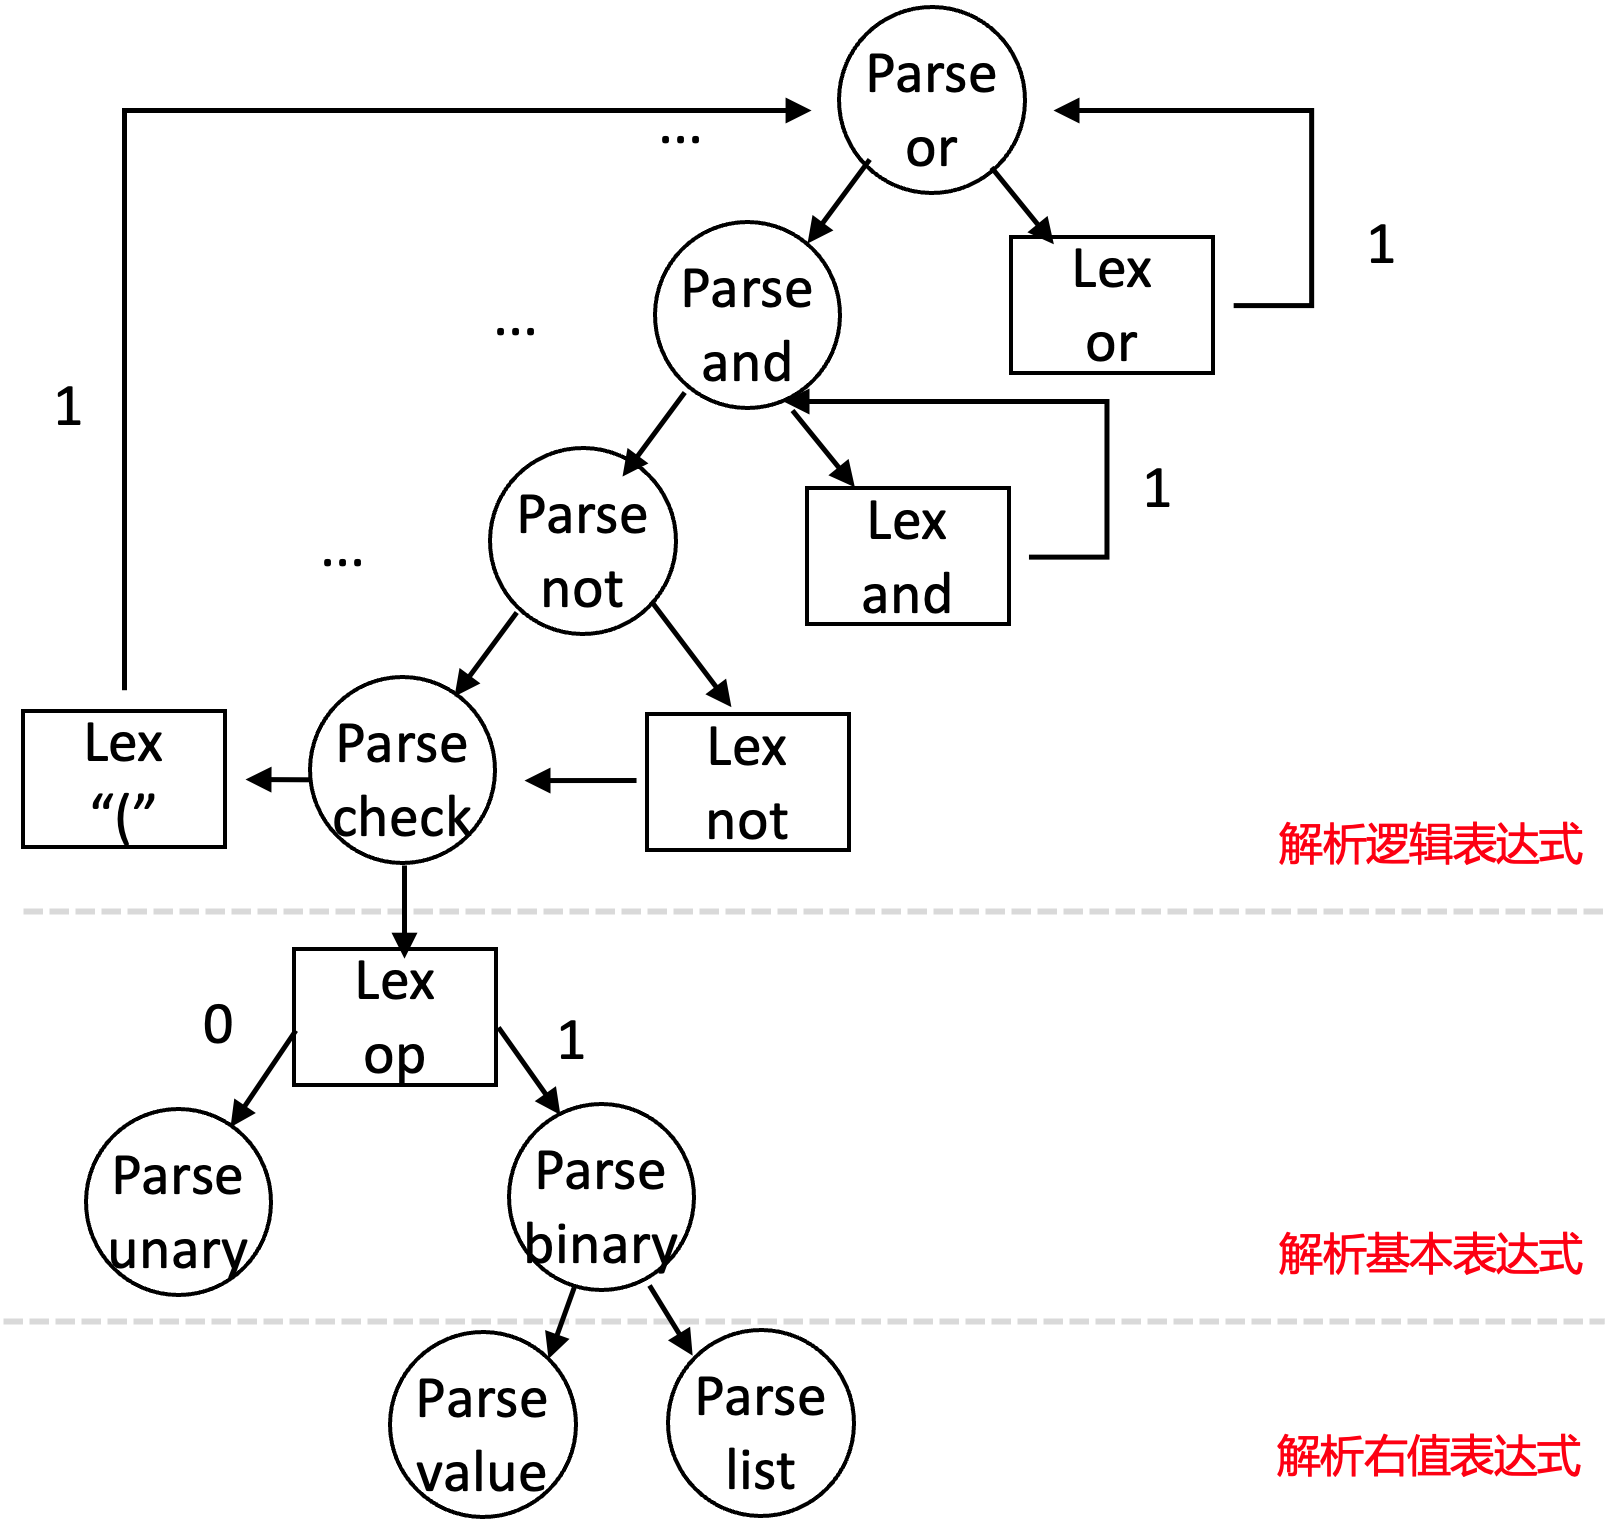 Parse
or
...
1
Lex
or
Parse
and
...
1
1
Lex
and
Parse
not
...
Lex
“(”
Parse
check
Lex
not
解析逻辑表达式
Lex
op
0
1
Parse
unary
Parse
binary
解析基本表达式
Parse
value
Parse
list
解析右值表达式